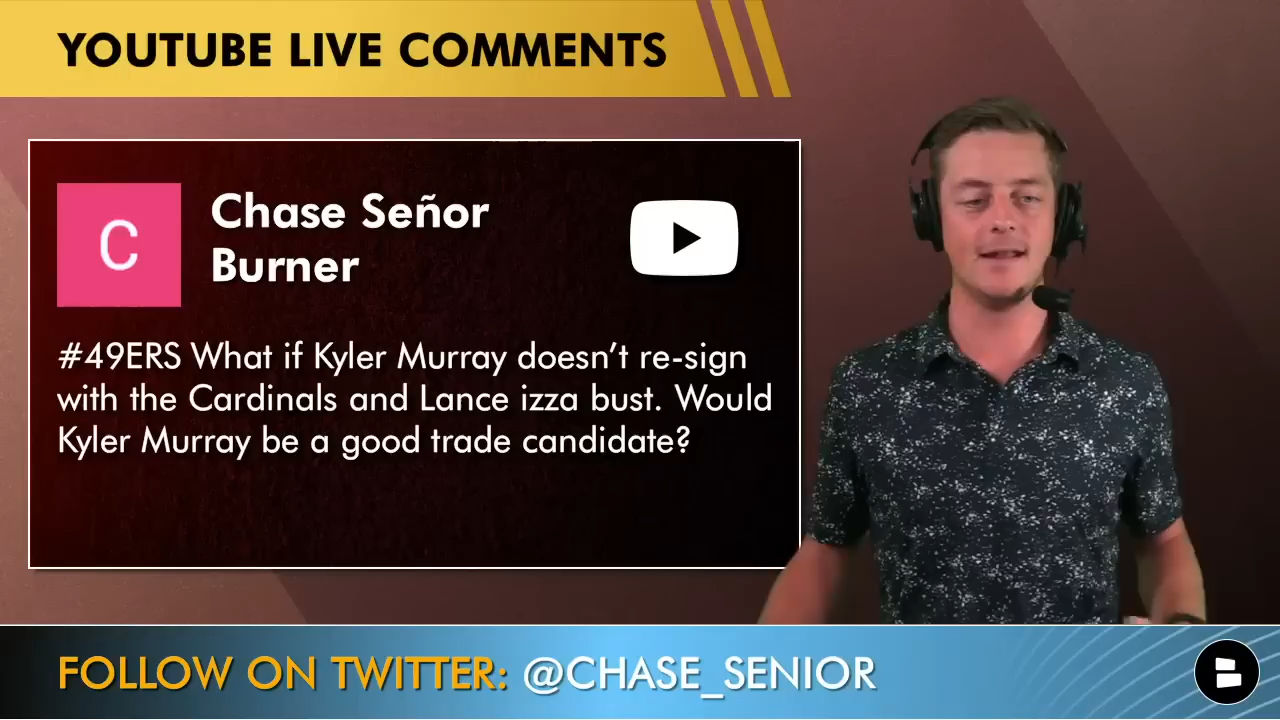 YOUTUBE LIVE COMMENTS
C
Chase Señor
Burner
#49ERS What if Kyler Murray doesn’t re-sign
with the Cardinals and Lance izza bust. Would
Kyler Murray be a good trade candidate?
FOLLOW ON TWITTER: @CHASE_SENIOR